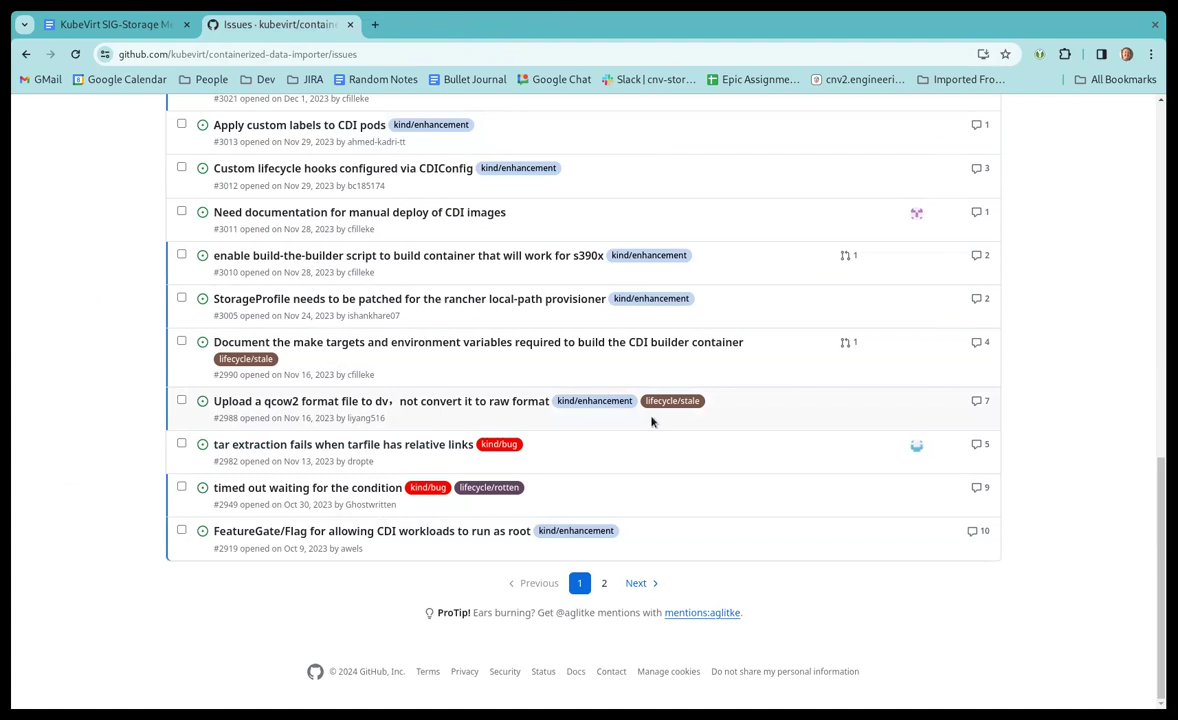 KubeVirt SIG-Storage Me
Issues · kubevirt/containe
github.com/kubevirt/containerized-data-importer/issues
GMail
Google Calendar
People
Dev
JIRA
Random Notes
Bullet Journal
Google Chat
Slack | cnv-stor...
Epic Assignme...
cnv2.engineeri...
Imported Fro...
All Bookmarks
#3021 opened on Dec 1, 2023 by cfilleke
Apply custom labels to CDI pods kind/enhancement 1
#3013 opened on Nov 29, 2023 by ahmed-kadri-tt
Custom lifecycle hooks configured via CDIConfig kind/enhancement 3
#3012 opened on Nov 29, 2023 by bc185174
Need documentation for manual deploy of CDI images 1
#3011 opened on Nov 28, 2023 by cfilleke
enable build-the-builder script to build container that will work for s390x kind/enhancement 1 2
#3010 opened on Nov 28, 2023 by cfilleke
StorageProfile needs to be patched for the rancher local-path provisioner kind/enhancement 2
#3005 opened on Nov 24, 2023 by ishankhare07
Document the make targets and environment variables required to build the CDI builder container 1 4
lifecycle/stale
#2990 opened on Nov 16, 2023 by cfilleke
Upload a qcow2 format file to dv，not convert it to raw format kind/enhancement lifecycle/stale 7
#2988 opened on Nov 16, 2023 by liyang516
tar extraction fails when tarfile has relative links kind/bug 5
#2982 opened on Nov 13, 2023 by dropte
timed out waiting for the condition kind/bug lifecycle/rotten 9
#2949 opened on Oct 30, 2023 by Ghostwritten
FeatureGate/Flag for allowing CDI workloads to run as root kind/enhancement 10
#2919 opened on Oct 9, 2023 by awels
Previous 1 2 Next
ProTip! Ears burning? Get @aglitke mentions with mentions:aglitke.
© 2024 GitHub, Inc. Terms Privacy Security Status Docs Contact Manage cookies Do not share my personal information